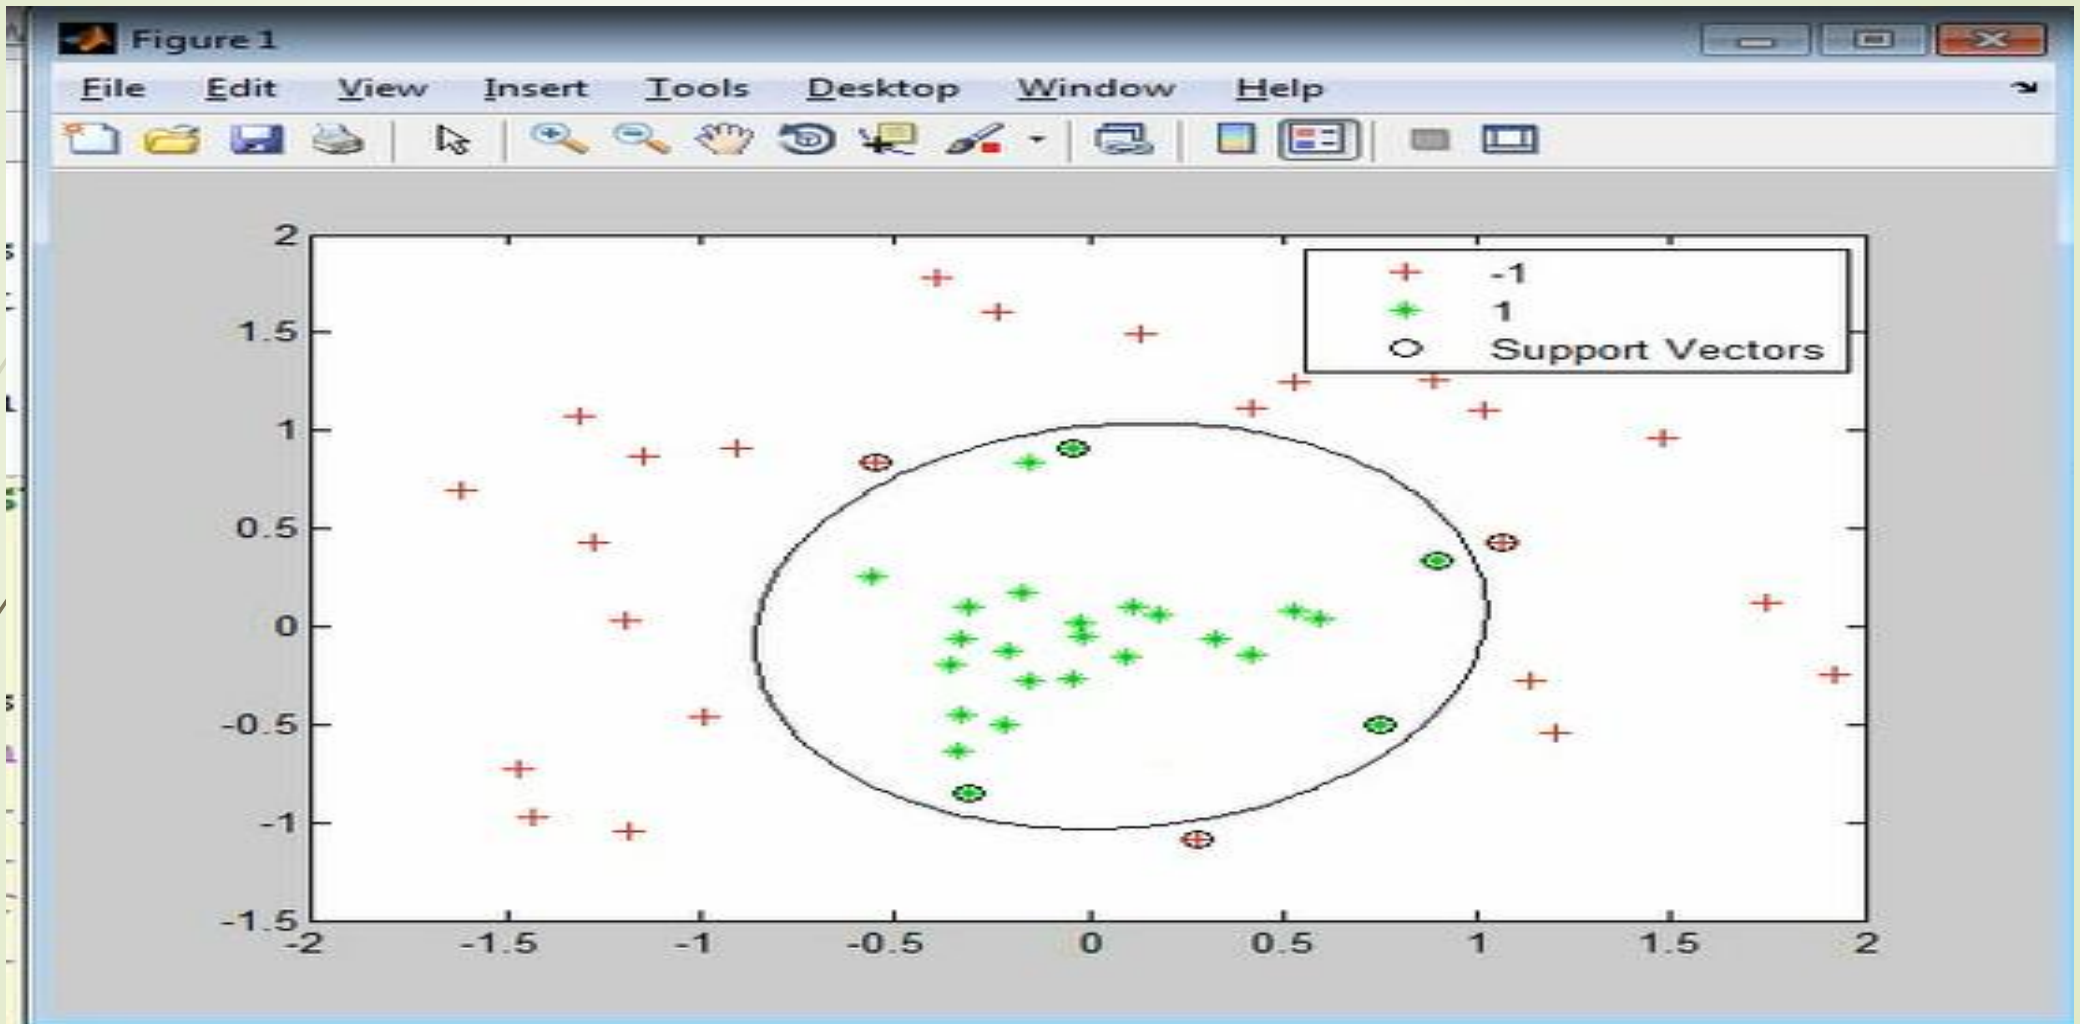 Figure 1
File Edit View Insert Tools Desktop Window Help
2
1.5
1
0.5
0
-0.5
-1
-1.5
-2 -1.5 -1 -0.5 0 0.5 1 1.5 2
-1
1
Support Vectors